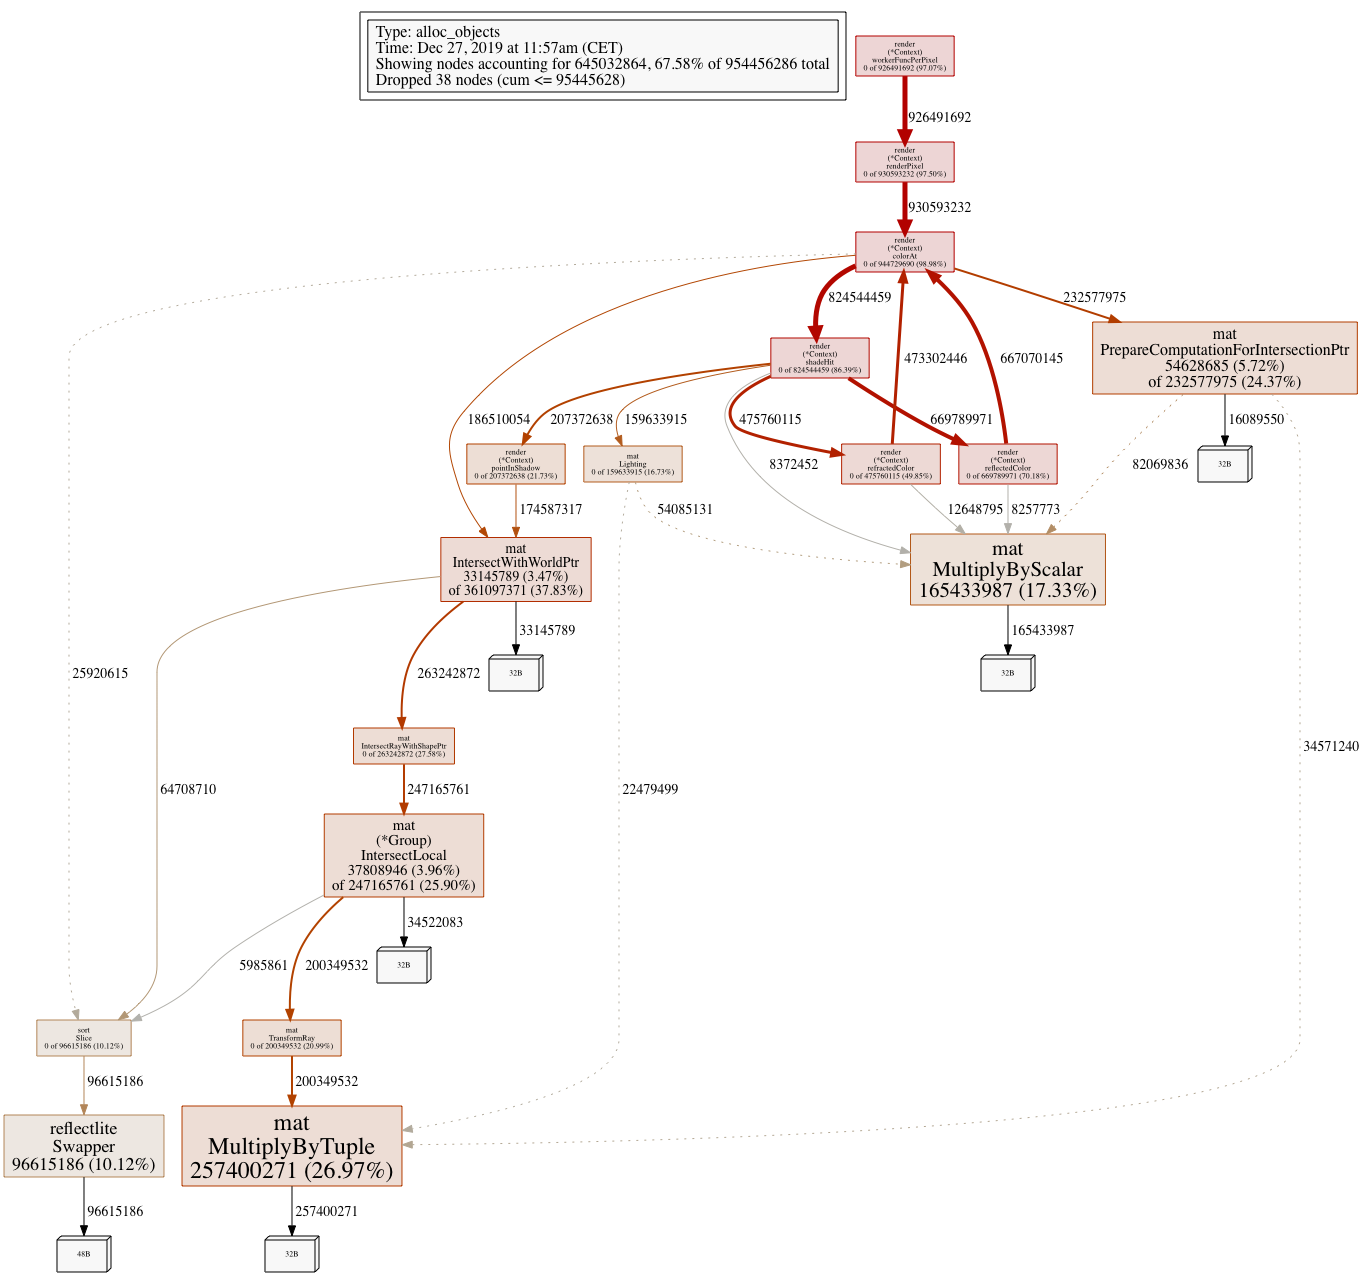 Type: alloc_objects
Time: Dec 27, 2019 at 11:57am (CET)
Showing nodes accounting for 645032864, 67.58% of 954456286 total
Dropped 38 nodes (cum <= 95445628)
render
(*Context)
workerFuncPerPixel
0 of 926491692 (97.07%)
926491692
render
(*Context)
renderPixel
0 of 930593232 (97.50%)
930593232
render
(*Context)
colorAt
0 of 944729690 (98.98%)
824544459
232577975
render
(*Context)
shadeHit
0 of 824544459 (86.39%)
473302446
667070145
mat
PrepareComputationForIntersectionPtr
54628685 (5.72%)
of 232577975 (24.37%)
186510054
207372638
159633915
475760115
669789971
16089550
render
(*Context)
pointInShadow
0 of 207372638 (21.73%)
mat
Lighting
0 of 159633915 (16.73%)
8372452
render
(*Context)
refractedColor
0 of 475760115 (49.85%)
render
(*Context)
reflectedColor
0 of 669789971 (70.18%)
82069836
32B
174587317
54085131
12648795
8257773
mat
IntersectWithWorldPtr
33145789 (3.47%)
of 361097371 (37.83%)
mat
MultiplyByScalar
165433987 (17.33%)
33145789
165433987
25920615
263242872
32B
32B
mat
IntersectRayWithShapePtr
0 of 263242872 (27.58%)
34571240
64708710
247165761
22479499
mat
(*Group)
IntersectLocal
37808946 (3.96%)
of 247165761 (25.90%)
34522083
5985861
200349532
32B
sort
Slice
0 of 96615186 (10.12%)
mat
TransformRay
0 of 200349532 (20.99%)
96615186
200349532
reflectlite
Swapper
96615186 (10.12%)
mat
MultiplyByTuple
257400271 (26.97%)
96615186
257400271
48B
32B